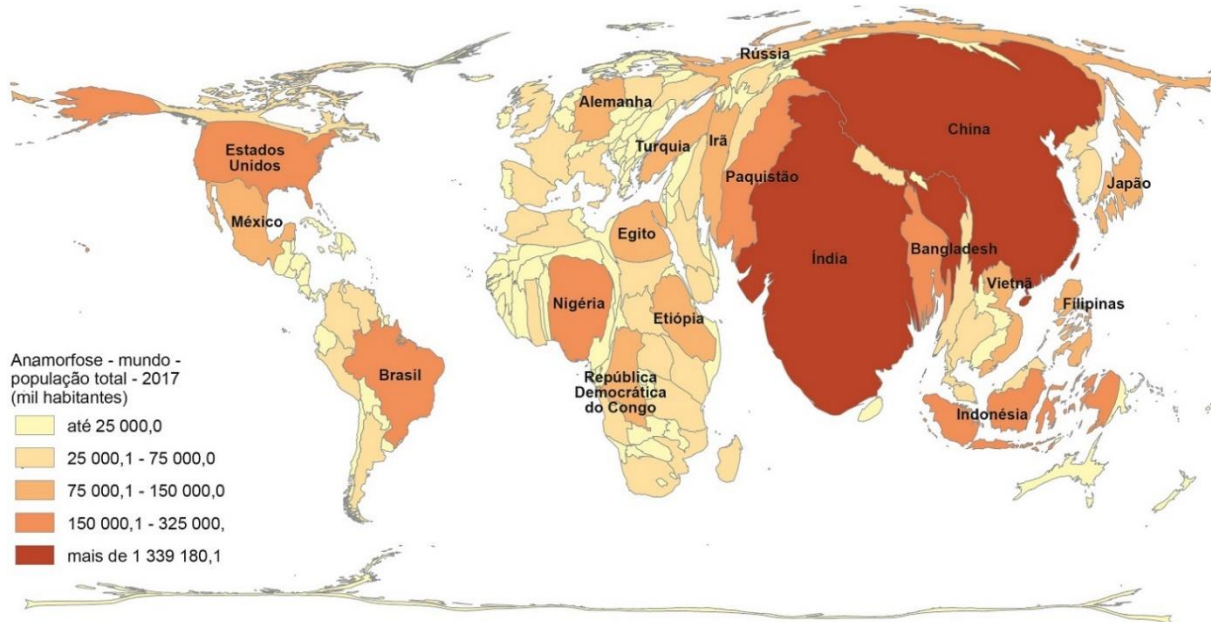 Rússia
Alemanha
China
Estados
Unidos
Turquia
Irã
Paquistão
Japão
México
Egito
Bangladesh
Índia
Vietnã
Nigéria
Filipinas
Etiópia
Brasil
República
Democrática
do Congo
Indonésia
Anamorfose - mundo -
população total - 2017
(mil habitantes)
até 25 000,0
25 000,1 - 75 000,0
75 000,1 - 150 000,0
150 000,1 - 325 000,
mais de 1 339 180,1